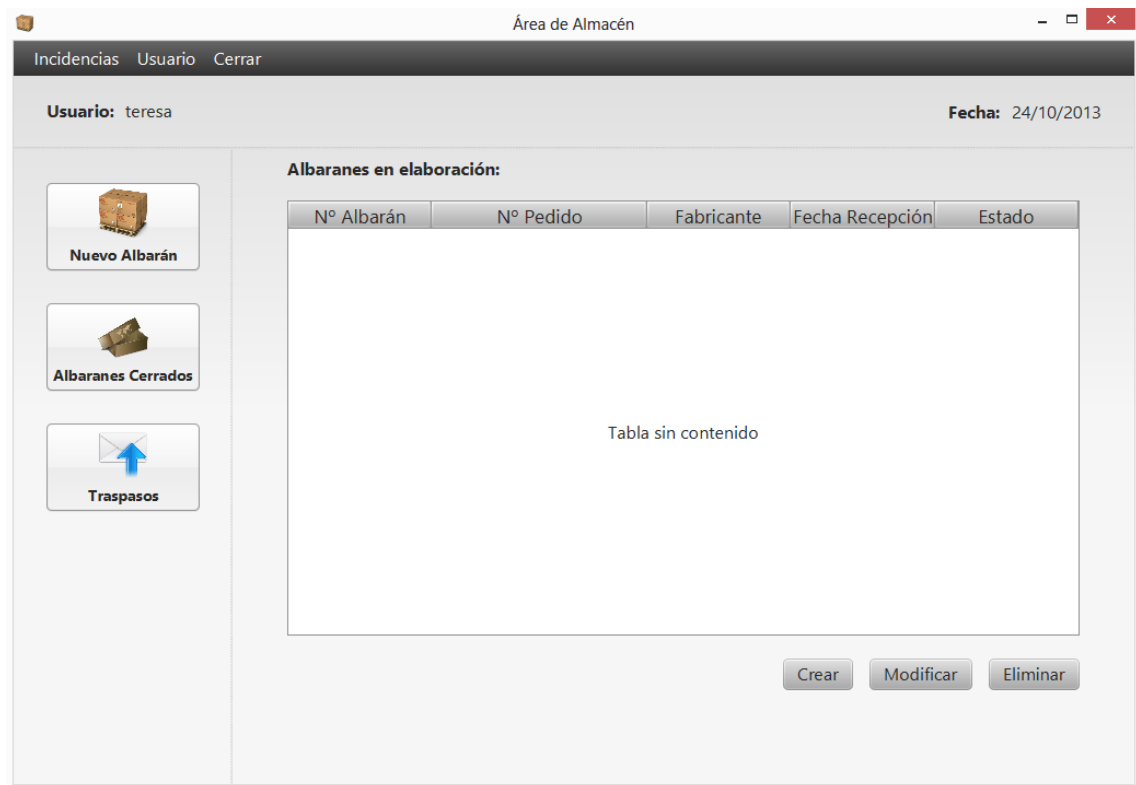 Área de Almacén
Incidencias Usuario Cerrar
Usuario: teresa Fecha: 24/10/2013
Albaranes en elaboración:
Nº Albarán Nº Pedido Fabricante Fecha Recepción Estado
Nuevo Albarán
Albaranes Cerrados
Tabla sin contenido
Traspasos
Crear Modificar Eliminar